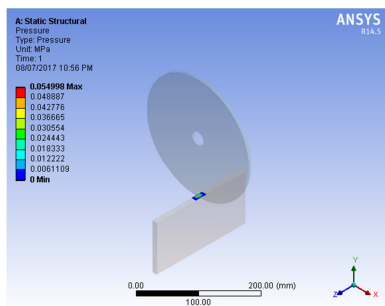 A: Static Structural
Pressure
Type: Pressure
Unit: MPa
Time: 1
08/07/2017 10:56 PM
0.054998 Max
0.048887
0.042776
0.036665
0.030554
0.024443
0.018333
0.012222
0.0061109
0 Min
ANSYS
R14.5
0.00
200.00 (mm)
100.00
Y
Z
X